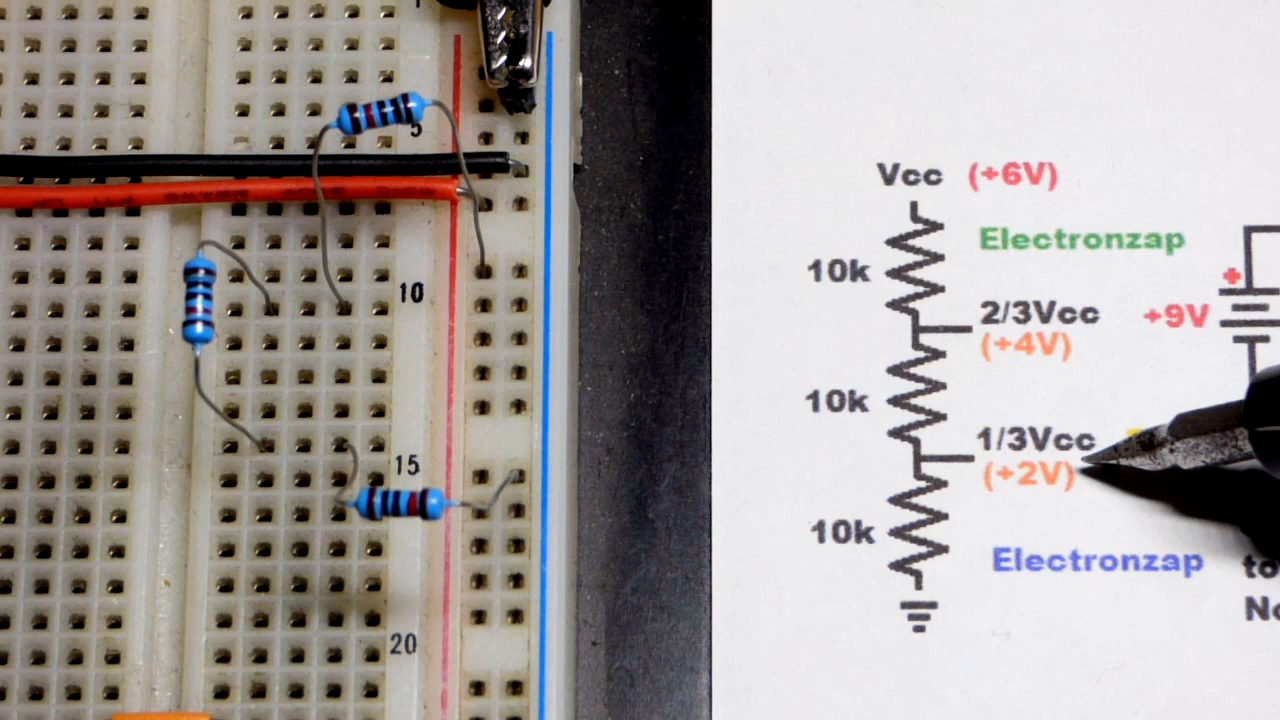 5
10
15
20
Vcc (+6V)
Electronzap
10k
2/3Vcc
(+4V)
+
+9V
10k
1/3Vcc
(+2V)
10k
Electronzap